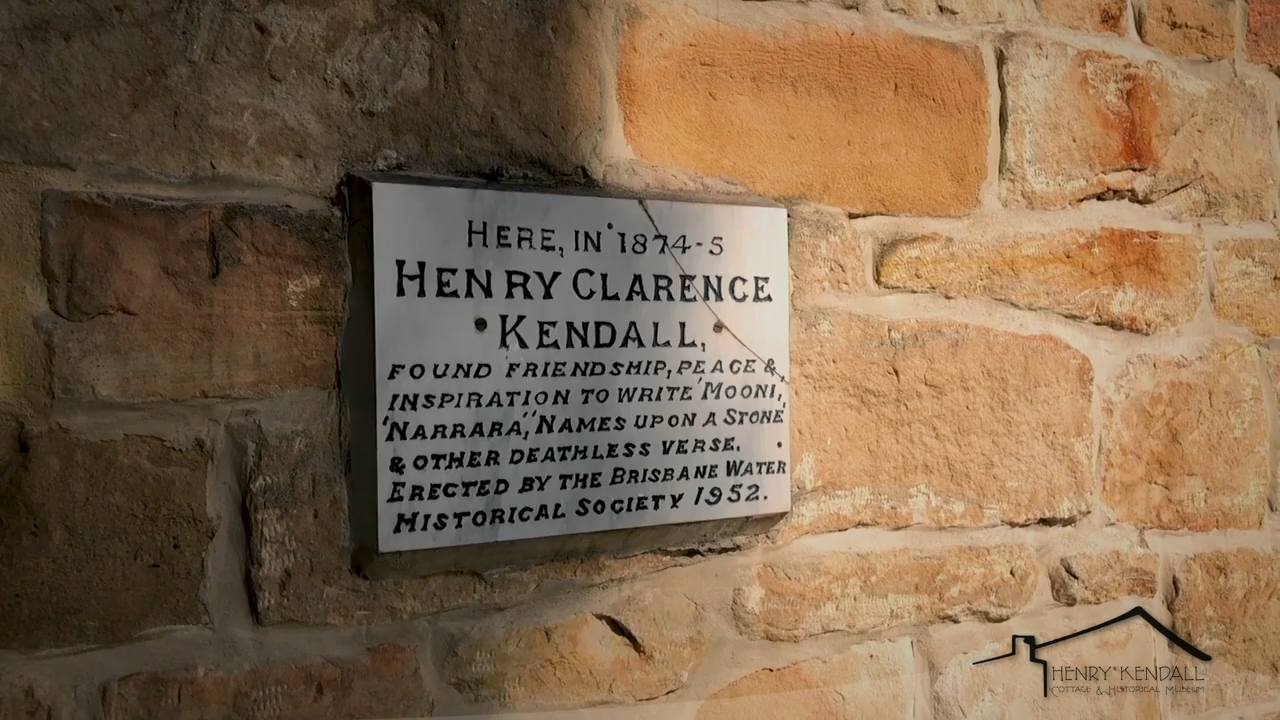 HERE, IN 1874-5
HENRY CLARENCE
KENDALL,
FOUND FRIENDSHIP, PEACE &
INSPIRATION TO WRITE 'MOONI,'
'NARRARA,' 'NAMES UPON A STONE'
& OTHER DEATHLESS VERSE.
ERECTED BY THE BRISBANE WATER
HISTORICAL SOCIETY 1952.
HENRY KENDALL
COTTAGE & HISTORICAL MUSEUM